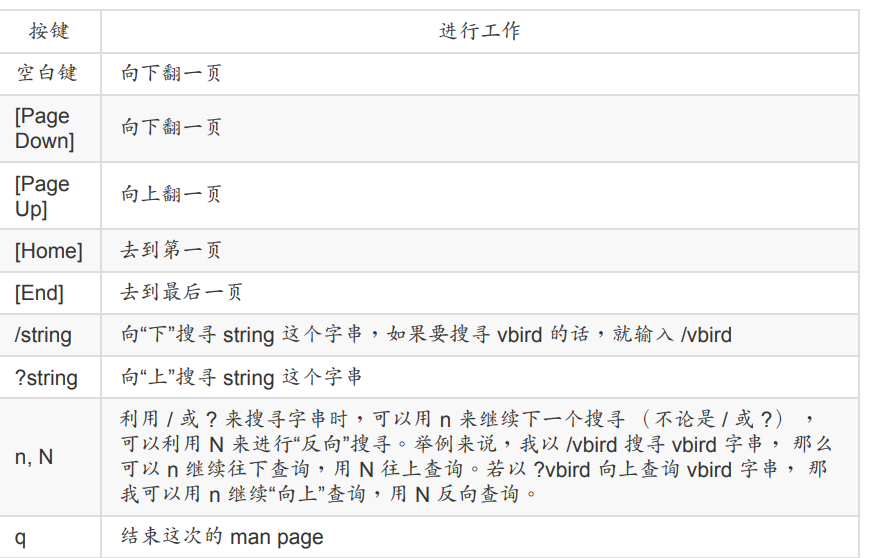 按键 进行工作
空白键 向下翻一页
[Page
Down] 向下翻一页
[Page
Up] 向上翻一页
[Home] 去到第一页
[End] 去到最后一页
/string 向“下”搜寻 string 这个字串，如果要搜寻 vbird 的话，就输入 /vbird
?string 向“上”搜寻 string 这个字串
n, N 利用 / 或 ? 来搜寻字串时，可以用 n 来继续下一个搜寻 （不论是 / 或 ?） ，
可以利用 N 来进行“反向”搜寻。举例来说，我以 /vbird 搜寻 vbird 字串， 那么
可以 n 继续往下查询，用 N 往上查询。若以 ?vbird 向上查询 vbird 字串， 那
我可以用 n 继续“向上”查询，用 N 反向查询。
q 结束这次的 man page